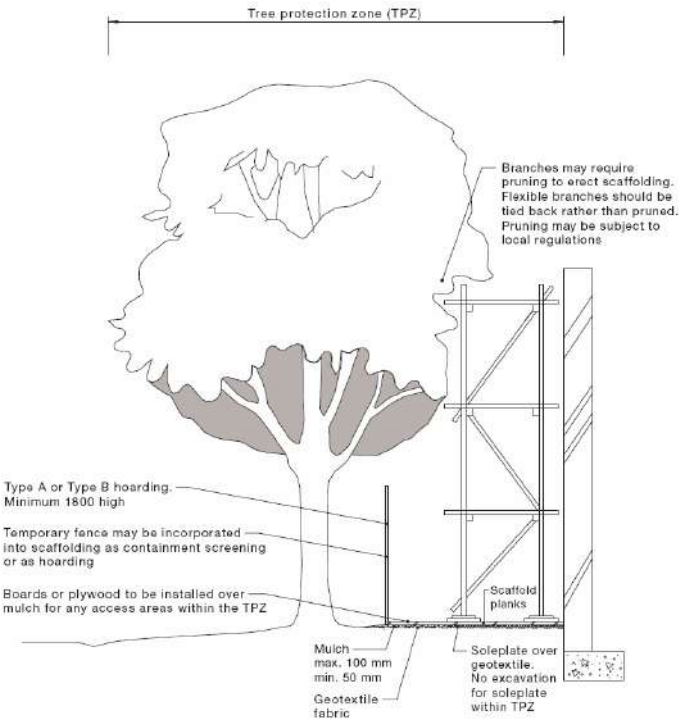 Tree protection zone (TPZ)
Branches may require
pruning to erect scaffolding.
Flexible branches should be
tied back rather than pruned.
Pruning may be subject to
local regulations
Type A or Type B hoarding.
Minimum 1800 high
Temporary fence may be incorporated
into scaffolding as containment screening
or as hoarding
Boards or plywood to be installed over
mulch for any access areas within the TPZ
Scaffold
planks
Mulch
max. 100 mm
min. 50 mm
Geotextile
fabric
Soleplate over
geotextile.
No excavation
for soleplate
within TPZ